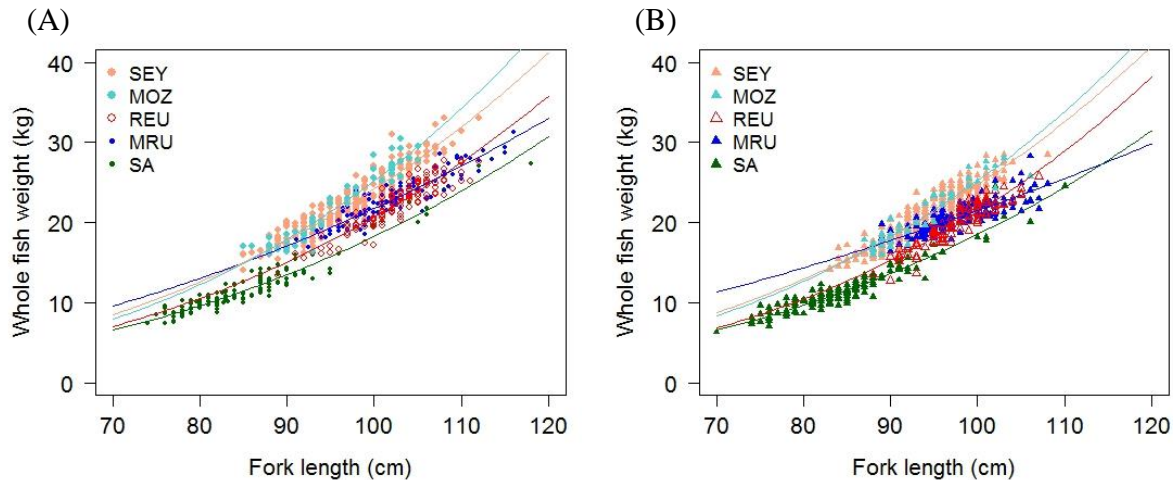 (A)
Whole fish weight (kg)
40
30
20
10
0
SEY
MOZ
REU
MRU
SA
70 80 90 100 110 120
Fork length (cm)
(B)
Whole fish weight (kg)
40
30
20
10
0
SEY
MOZ
REU
MRU
SA
70 80 90 100 110 120
Fork length (cm)